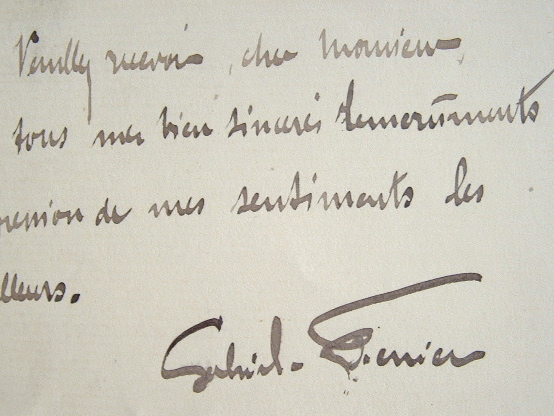 Veuillez recevoir, cher Monsieur,
tous mes bien sincères remerciements
pression de mes sentiments les
lleurs.
Gabriel Ferrier